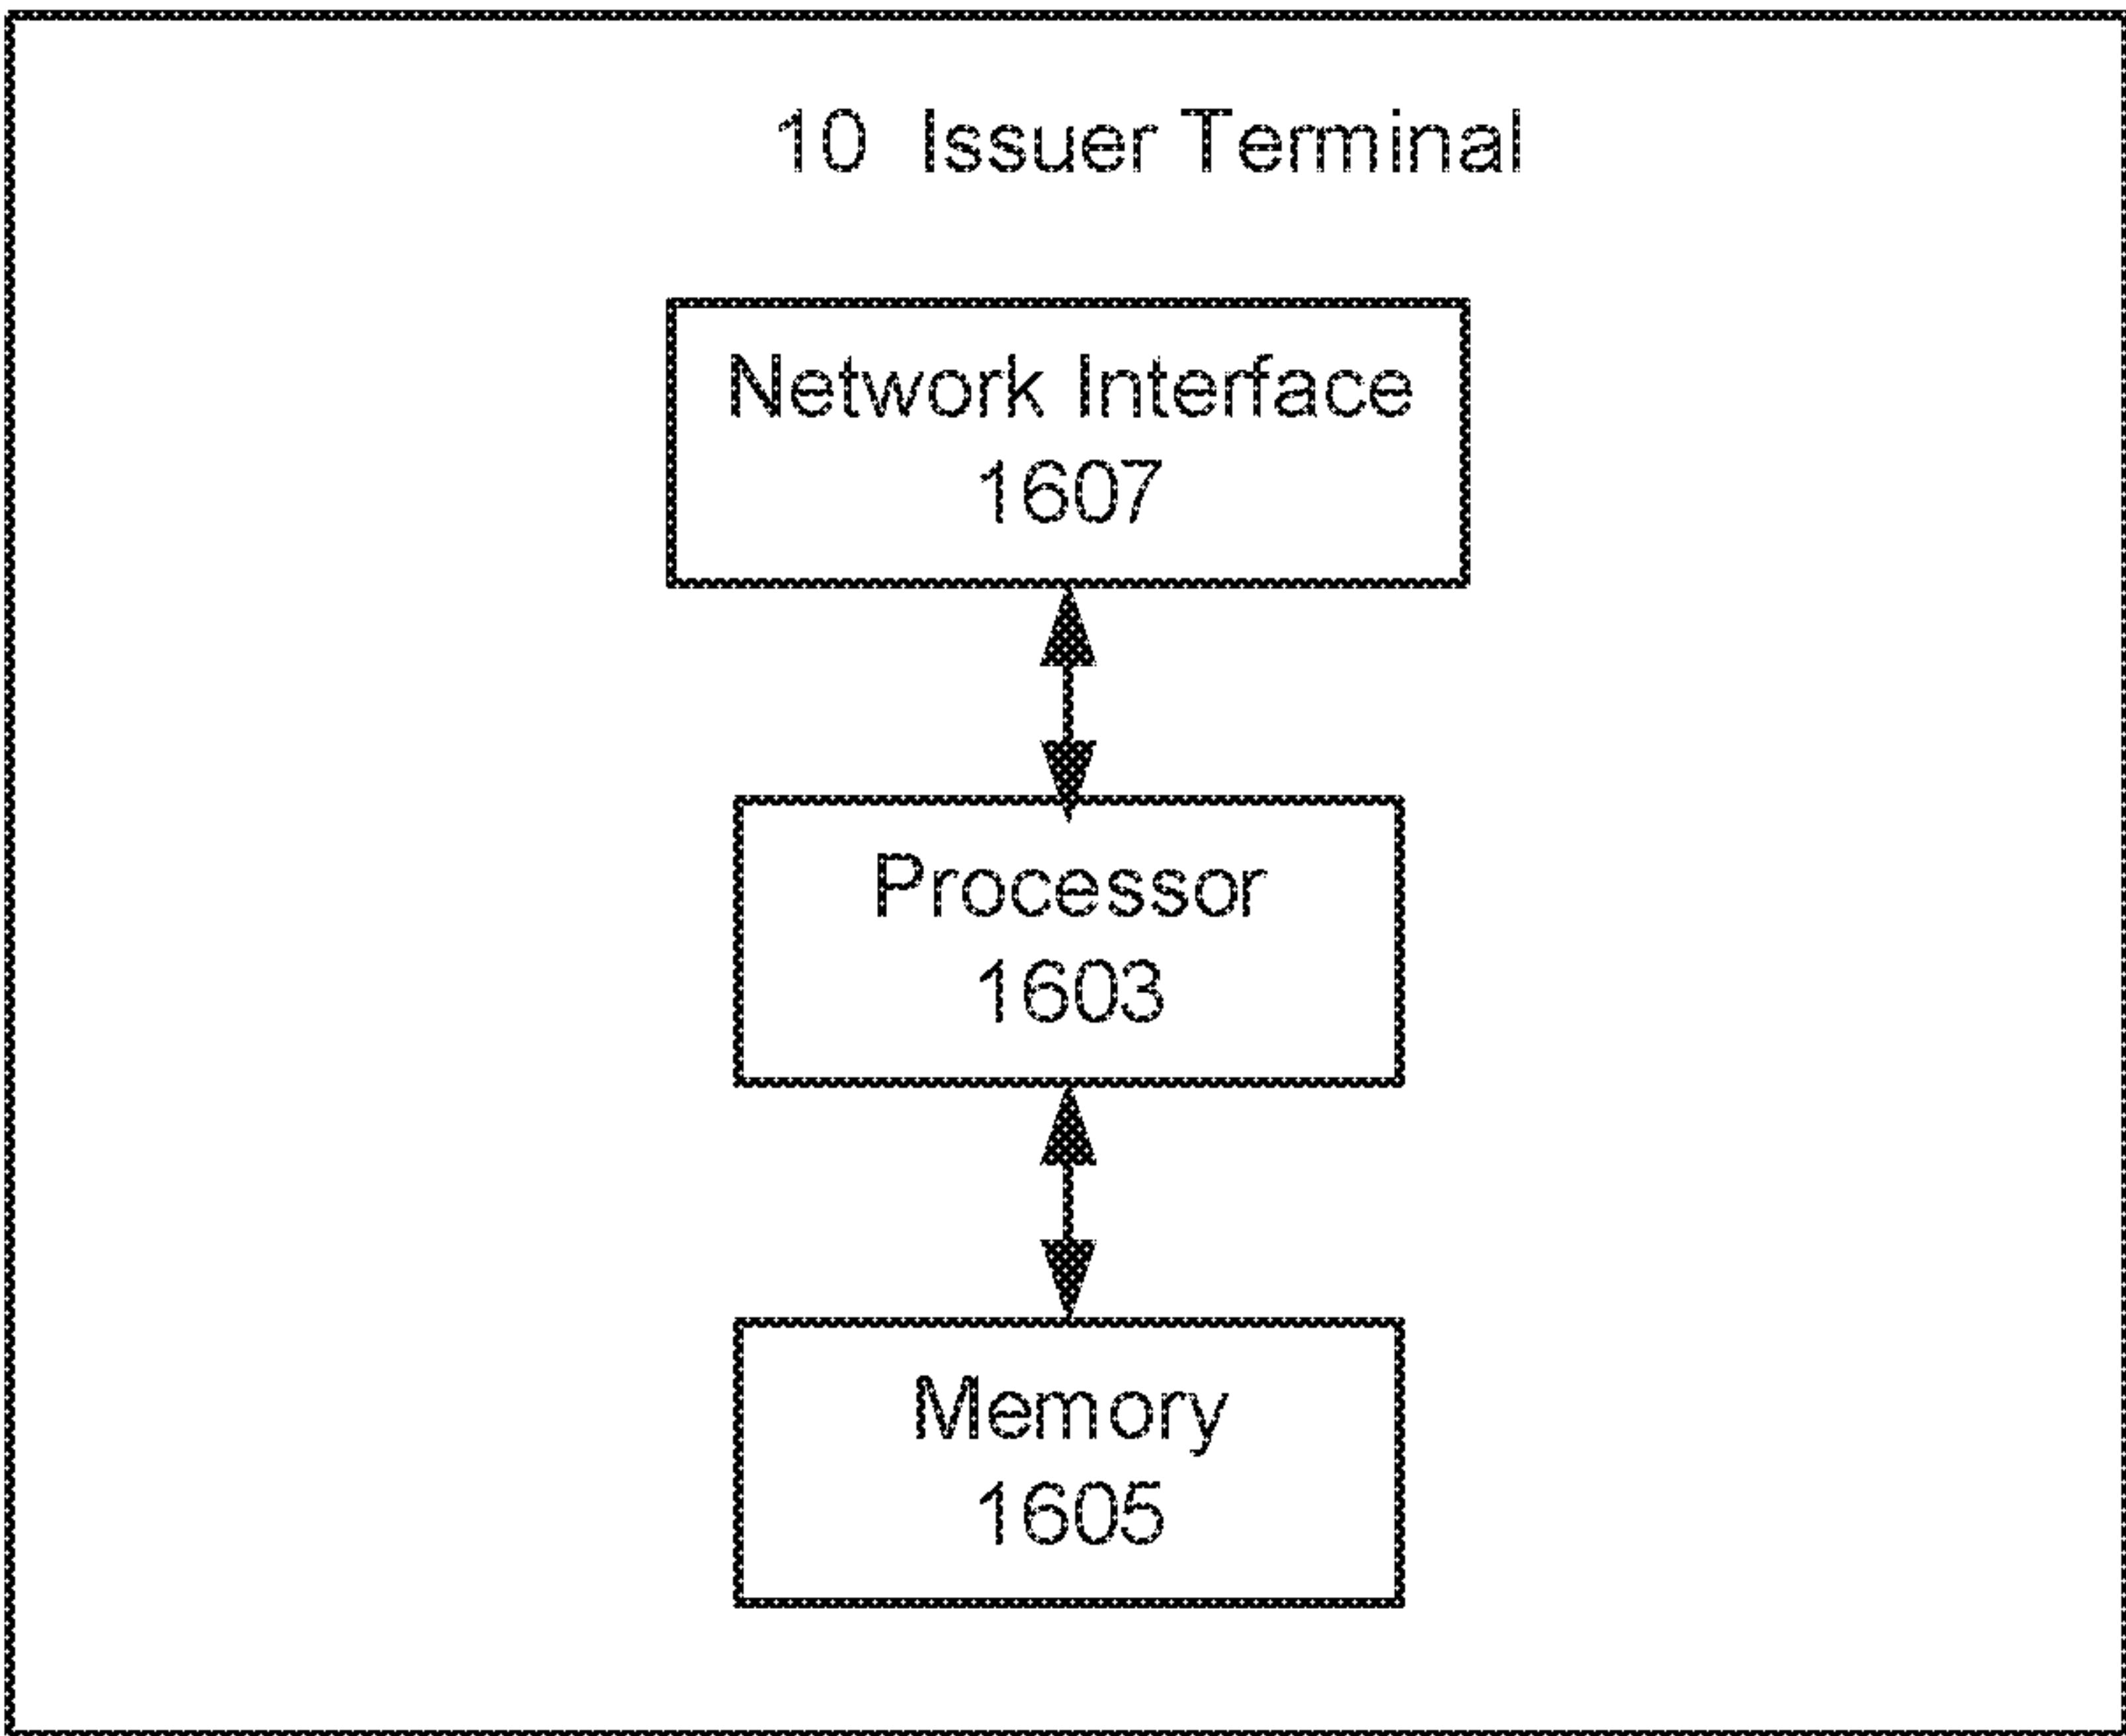 10 Issuer Terminal
Network Interface
1607
Processor
1603
Memory
1605